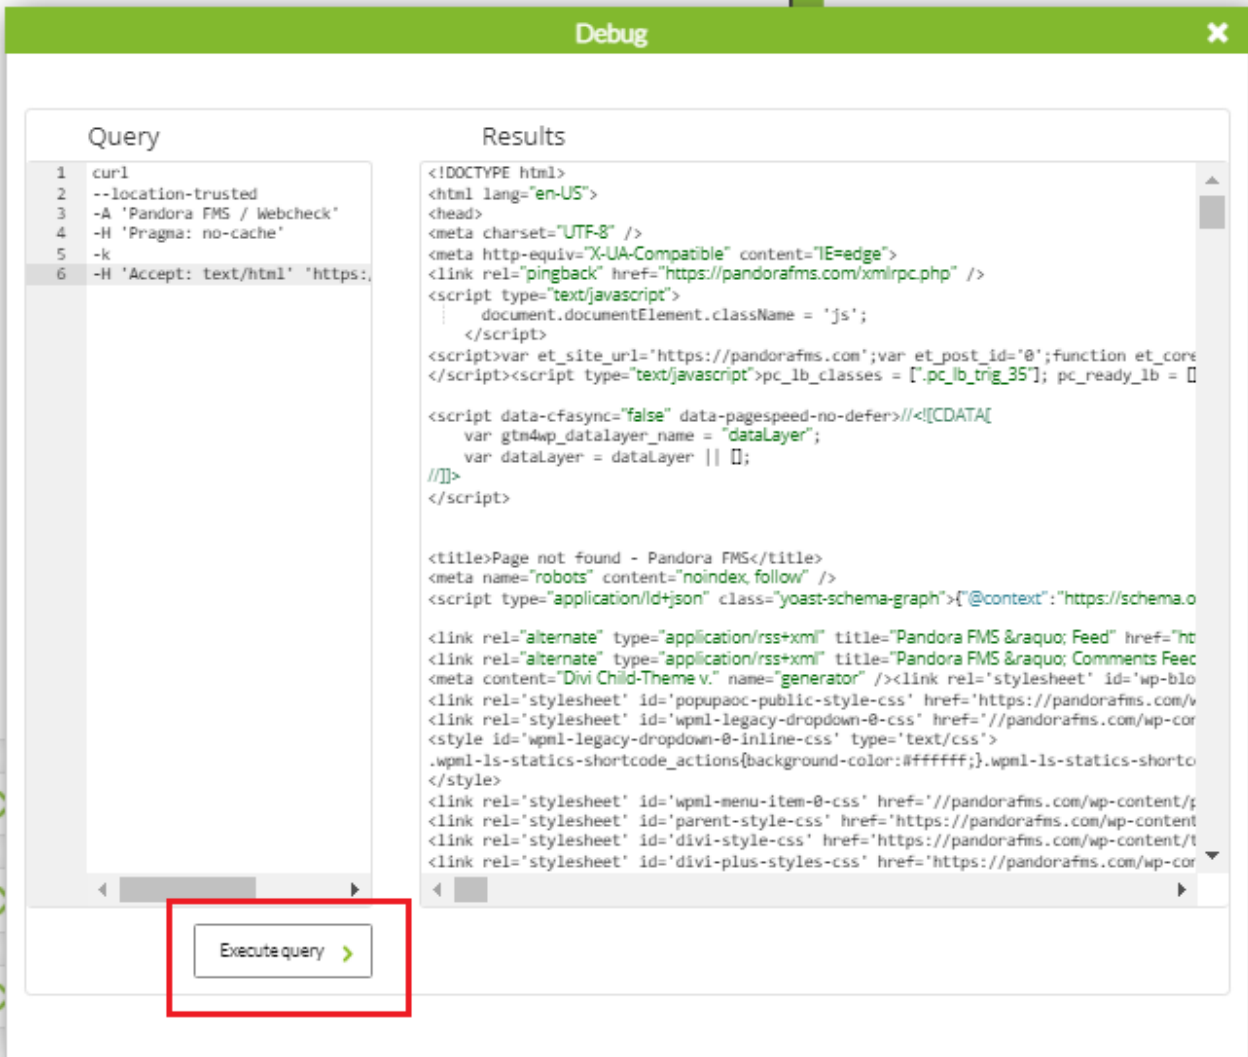 Debug
Query
1 curl
2 --location-trusted
3 -A 'Pandora FMS / Webcheck'
4 -H 'Pragma: no-cache'
5 -k
6 -H 'Accept: text/html' 'https:/
Results
<!DOCTYPE html>
<html lang="en-US">
<head>
<meta charset="UTF-8" />
<meta http-equiv="X-UA-Compatible" content="IE=edge">
<link rel="pingback" href="https://pandorafms.com/xmlrpc.php" />
<script type="text/javascript">
document.documentElement.className = 'js';
</script>
<script>var et_site_url='https://pandorafms.com';var et_post_id='0';function et_core
</script><script type="text/javascript">pc_lb_classes = [".pc_lb_trig_35"]; pc_ready_lb = []
<script data-cfasync="false" data-pagespeed-no-defer>//<![CDATA[
var gtm4wp_datalayer_name = "dataLayer";
var dataLayer = dataLayer || [];
//]]>
</script>
<title>Page not found - Pandora FMS</title>
<meta name="robots" content="noindex, follow" />
<script type="application/ld+json" class="yoast-schema-graph">{"@context":"https://schema.o
<link rel="alternate" type="application/rss+xml" title="Pandora FMS &raquo; Feed" href="ht
<link rel="alternate" type="application/rss+xml" title="Pandora FMS &raquo; Comments Feed
<meta content="Divi Child-Theme v." name="generator" /><link rel='stylesheet' id='wp-blo
<link rel='stylesheet' id='popupaoc-public-style-css' href='https://pandorafms.com/w
<link rel='stylesheet' id='wpml-legacy-dropdown-0-css' href='//pandorafms.com/wp-con
<style id='wpml-legacy-dropdown-0-inline-css' type='text/css'>
.wpml-ls-statics-shortcode_actions{background-color:#ffffff;}.wpml-ls-statics-shortc
</style>
<link rel='stylesheet' id='wpml-menu-item-0-css' href='//pandorafms.com/wp-content/p
<link rel='stylesheet' id='parent-style-css' href='https://pandorafms.com/wp-content
<link rel='stylesheet' id='divi-style-css' href='https://pandorafms.com/wp-content/t
<link rel='stylesheet' id='divi-plus-styles-css' href='https://pandorafms.com/wp-con
Execute query